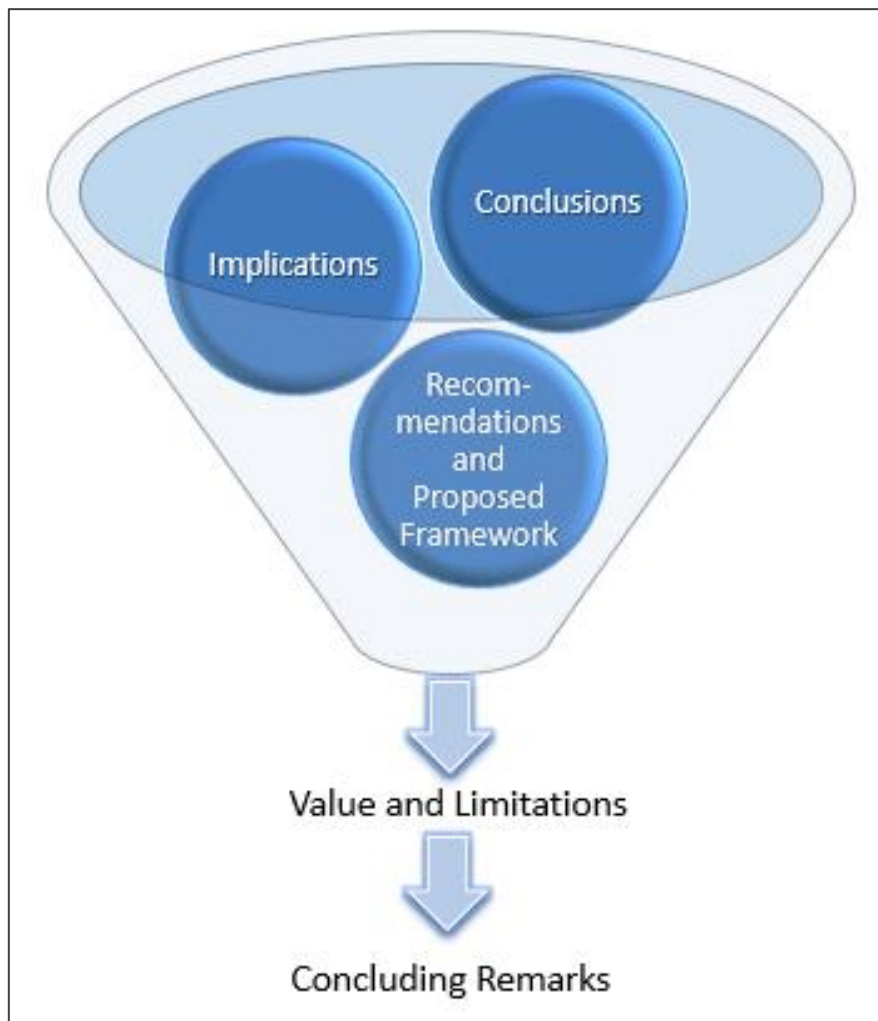 Conclusions
Implications
Recom-
mendations
and
Proposed
Framework
Value and Limitations
Concluding Remarks